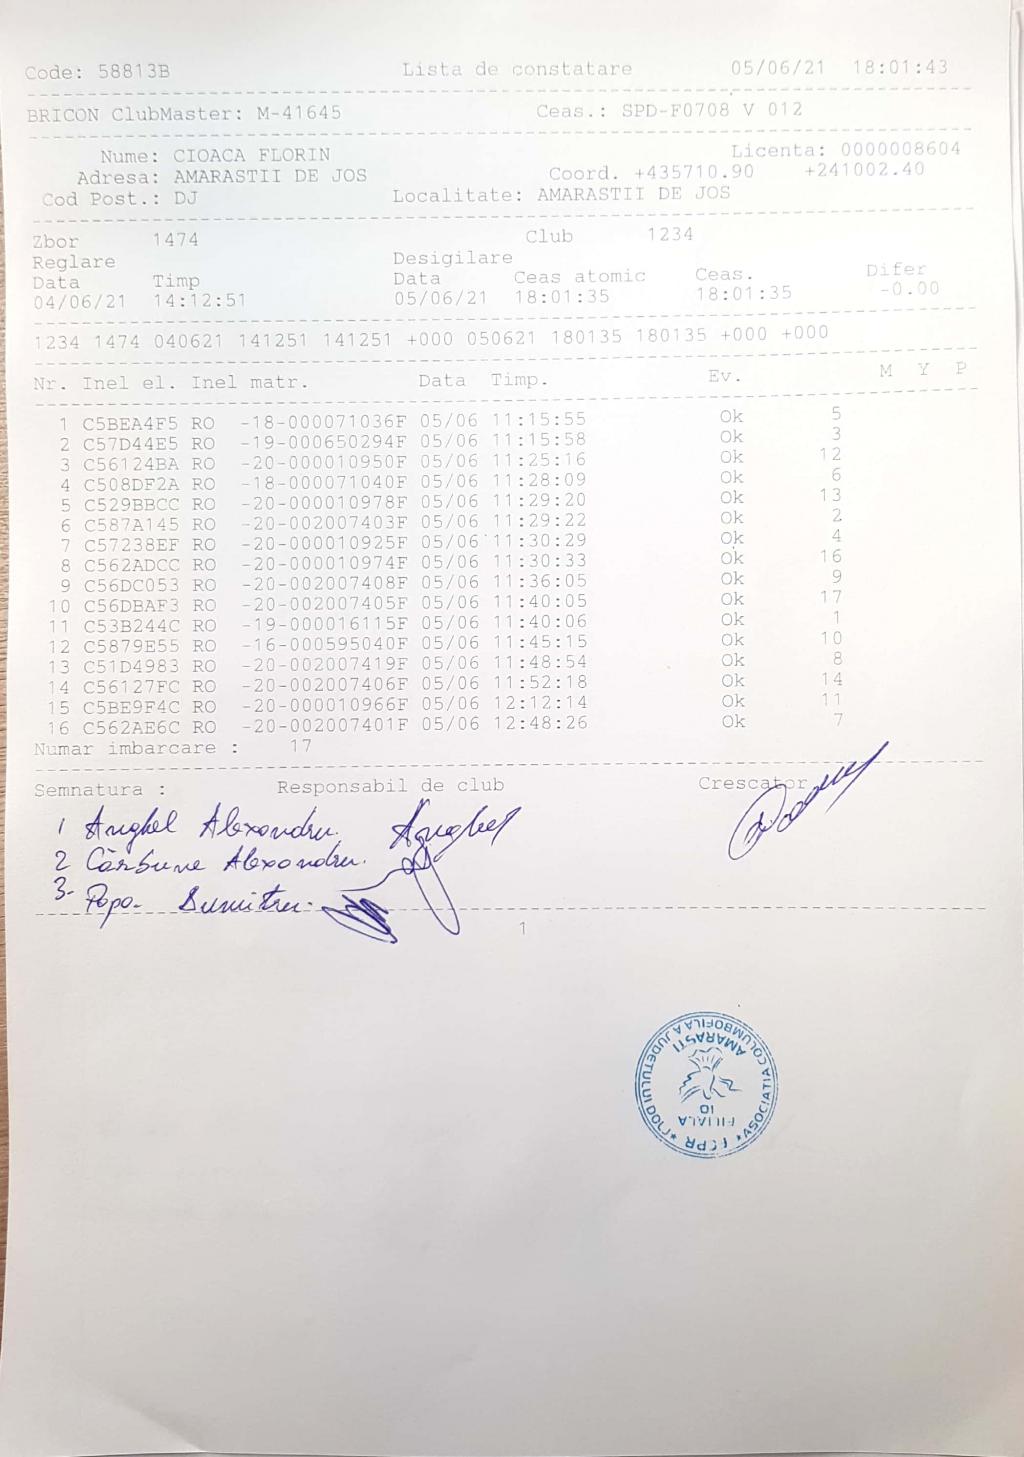 Code: 58813B Lista de constatare 05/06/21 18:01:43
BRICON ClubMaster: M-41645 Ceas.: SPD-F0708 V 012
Nume: CIOACA FLORIN Licenta: 0000008604
Adresa: AMARASTII DE JOS Coord. +435710.90 +241002.40
Cod Post.: DJ Localitate: AMARASTII DE JOS
Zbor 1474 Club 1234
Reglare Desigilare
Data Timp Data Ceas atomic Ceas. Difer
04/06/21 14:12:51 05/06/21 18:01:35 18:01:35 -0.00
1234 1474 040621 141251 141251 +000 050621 180135 180135 +000 +000
Nr. Inel el. Inel matr. Data Timp. Ev. M Y P
1 C5BEA4F5 RO -18-000071036F 05/06 11:15:55 Ok 5
2 C57D44E5 RO -19-000650294F 05/06 11:15:58 Ok 3
3 C56124BA RO -20-000010950F 05/06 11:25:16 Ok 12
4 C508DF2A RO -18-000071040F 05/06 11:28:09 Ok 6
5 C529BBCC RO -20-000010978F 05/06 11:29:20 Ok 13
6 C587A145 RO -20-002007403F 05/06 11:29:22 Ok 2
7 C57238EF RO -20-000010925F 05/06 11:30:29 Ok 4
8 C562ADCC RO -20-000010974F 05/06 11:30:33 Ok 16
9 C56DC053 RO -20-002007408F 05/06 11:36:05 Ok 9
10 C56DBAF3 RO -20-002007405F 05/06 11:40:05 Ok 17
11 C53B244C RO -19-000016115F 05/06 11:40:06 Ok 1
12 C5879E55 RO -16-000595040F 05/06 11:45:15 Ok 10
13 C51D4983 RO -20-002007419F 05/06 11:48:54 Ok 8
14 C56127FC RO -20-002007406F 05/06 11:52:18 Ok 14
15 C5BE9F4C RO -20-000010966F 05/06 12:12:14 Ok 11
16 C562AE6C RO -20-002007401F 05/06 12:48:26 Ok 7
Numar imbarcare : 17
Semnatura : Responsabil de club Crescator
1 Anghel Alexandru. Anghel
2 Cărbune Alexandru.
3- Popa Dumitru.
1
ASOCIATIA COLUMBOFILA A JUDETULUI DOLJ
FCPR
FILIALA
10
AMARASTI